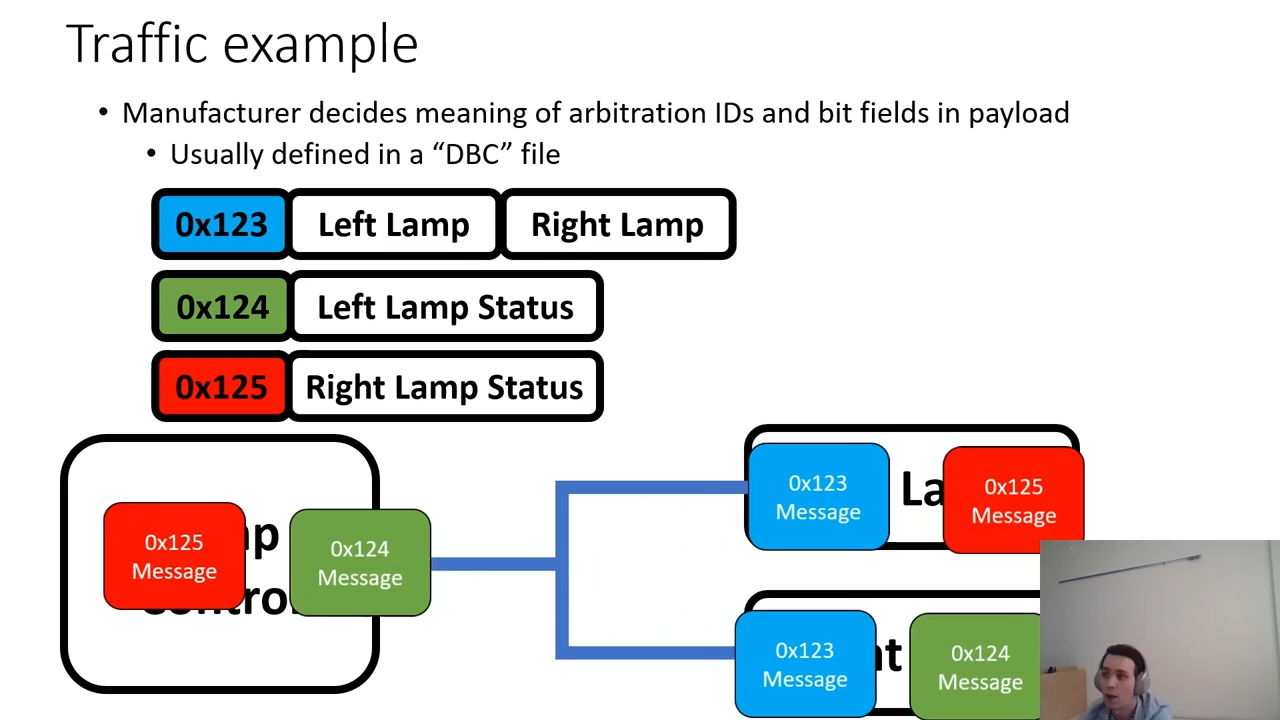 Traffic example
• Manufacturer decides meaning of arbitration IDs and bit fields in payload
• Usually defined in a “DBC” file
0x123 Left Lamp Right Lamp
0x124 Left Lamp Status
0x125 Right Lamp Status
0x125
Message
0x124
Message
0x123
Message
0x125
Message
0x123
Message
0x124
Message